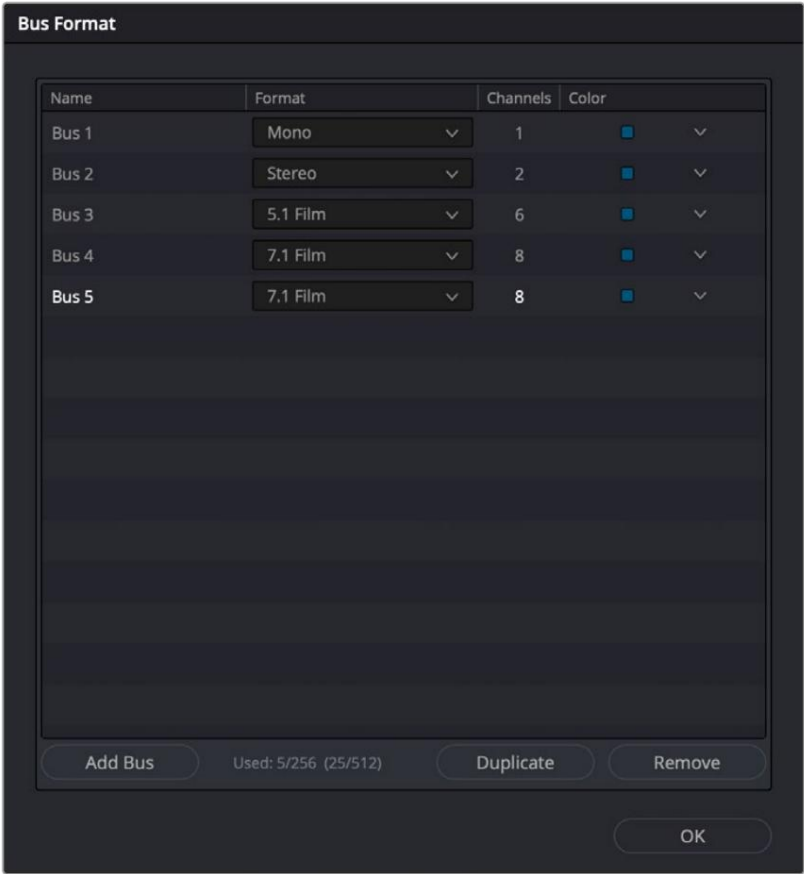 Bus Format
Name Format Channels Color
Bus 1 Mono 1
Bus 2 Stereo 2
Bus 3 5.1 Film 6
Bus 4 7.1 Film 8
Bus 5 7.1 Film 8
Add Bus Used: 5/256 (25/512) Duplicate Remove
OK